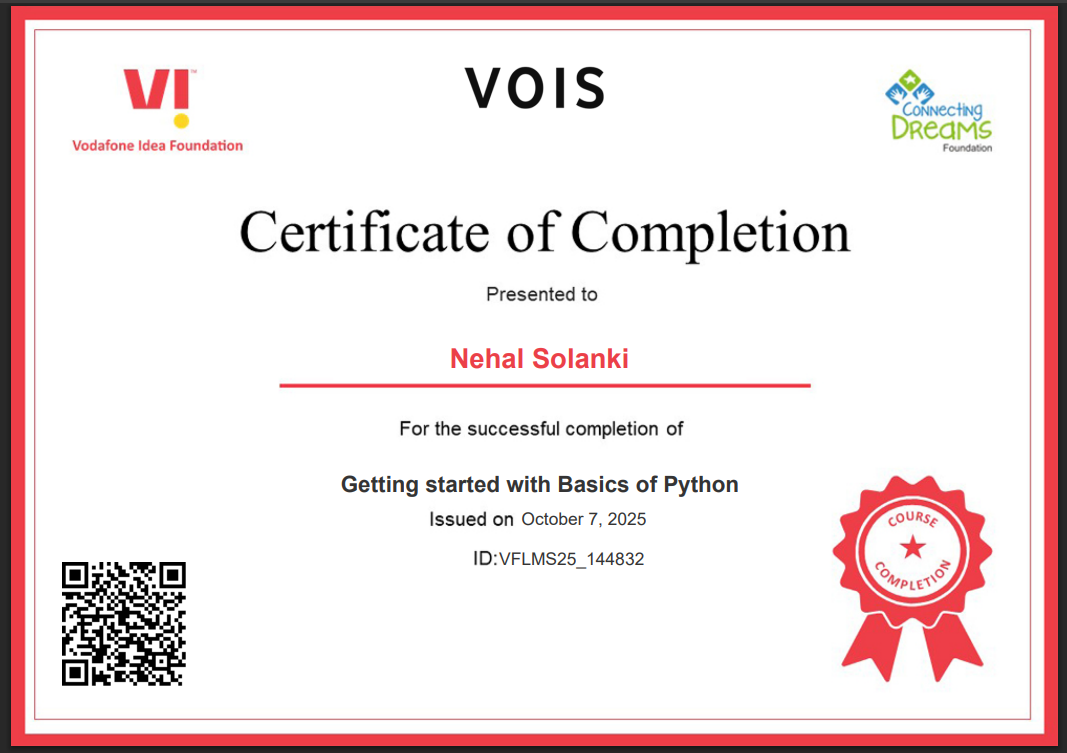 VI™
Vodafone Idea Foundation
VOIS
Connecting
Dreams
Foundation
Certificate of Completion
Presented to
Nehal Solanki
For the successful completion of
Getting started with Basics of Python
Issued on October 7, 2025
ID:VFLMS25_144832
COURSE
COMPLETION